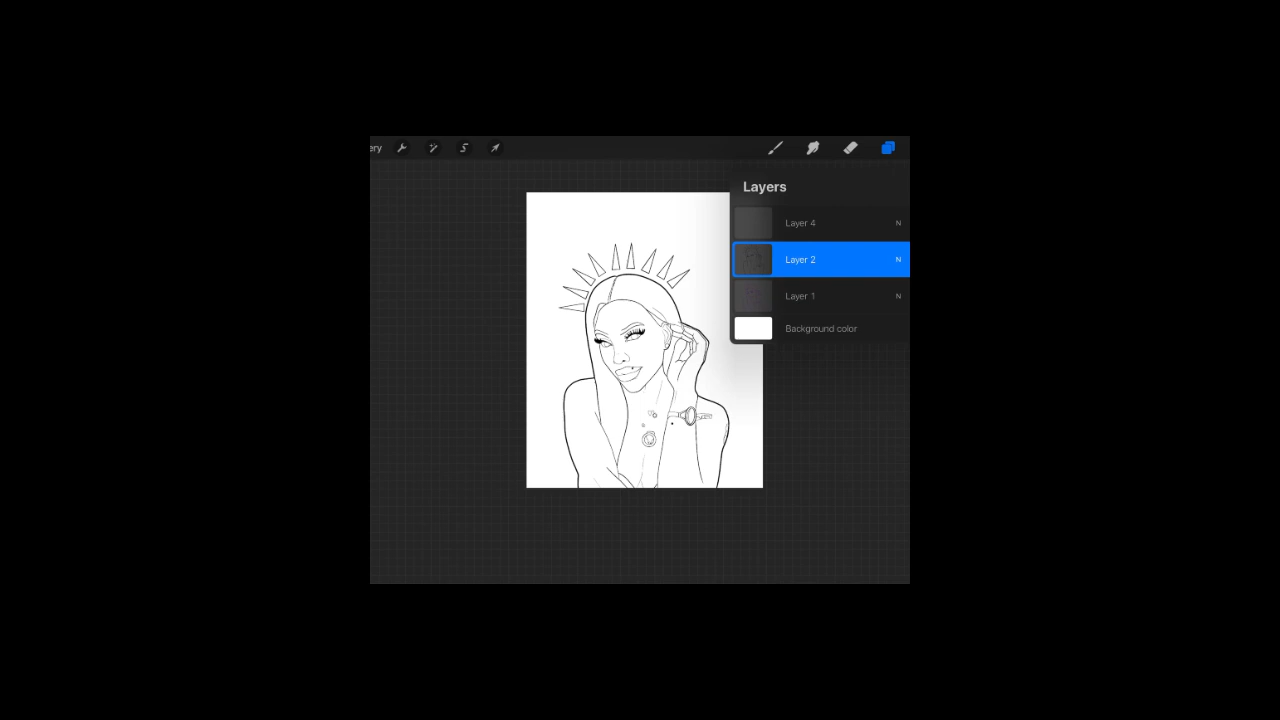 ery
Layers
Layer 4 N
Layer 2 N
Layer 1 N
Background color